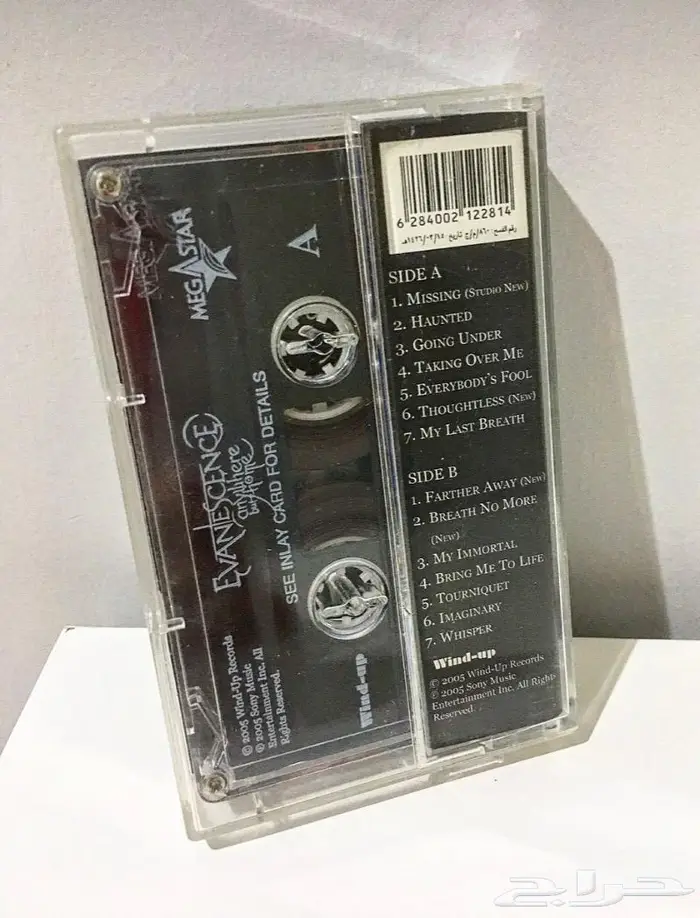 MEGASTAR
A
EVANESCENCE
anywhere
but Home
SEE INLAY CARD FOR DETAILS
© 2005 Wind-Up Records
℗ 2005 Sony Music
Entertainment Inc. All
Rights Reserved.
Wind-up
6 284002 122814
SIDE A
1. MISSING (STUDIO NEW)
2. HAUNTED
3. GOING UNDER
4. TAKING OVER ME
5. EVERYBODY'S FOOL
6. THOUGHTLESS (NEW)
7. MY LAST BREATH
SIDE B
1. FARTHER AWAY (NEW)
2. BREATH NO MORE
(NEW)
3. MY IMMORTAL
4. BRING ME TO LIFE
5. TOURNIQUET
6. IMAGINARY
7. WHISPER
Wind-up
© 2005 Wind-Up Records
℗ 2005 Sony Music
Entertainment Inc. All Rights
Reserved.
حراج